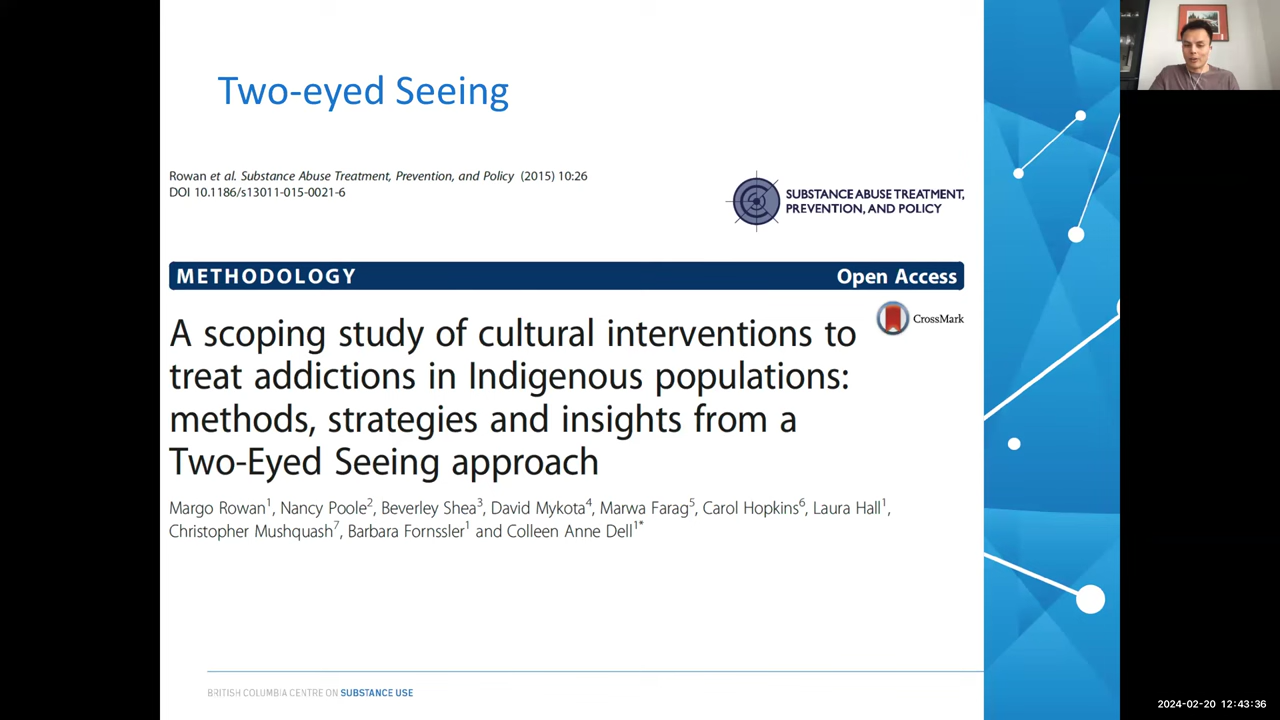 Two-eyed Seeing
Rowan et al. Substance Abuse Treatment, Prevention, and Policy (2015) 10:26
DOI 10.1186/s13011-015-0021-6
SUBSTANCE ABUSE TREATMENT,
PREVENTION, AND POLICY
METHODOLOGY
Open Access
CrossMark
A scoping study of cultural interventions to
treat addictions in Indigenous populations:
methods, strategies and insights from a
Two-Eyed Seeing approach
Margo Rowan1, Nancy Poole2, Beverley Shea3, David Mykota4, Marwa Farag5, Carol Hopkins6, Laura Hall1,
Christopher Mushquash7, Barbara Fornssler1 and Colleen Anne Dell1*
BRITISH COLUMBIA CENTRE ON SUBSTANCE USE
2024-02-20 12:43:36